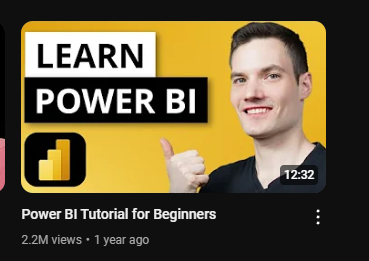 LEARN
POWER BI
12:32
Power BI Tutorial for Beginners
2.2M views • 1 year ago